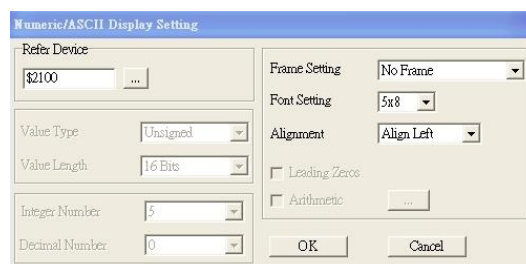 Numeric/ASCII Display Setting
Refer Device
$2100
...
Value Type
Unsigned
Value Length
16 Bits
Integer Number
5
Decimal Number
0
Frame Setting
No Frame
Font Setting
5x8
Alignment
Align Left
Leading Zeros
Arithmetic
...
OK
Cancel